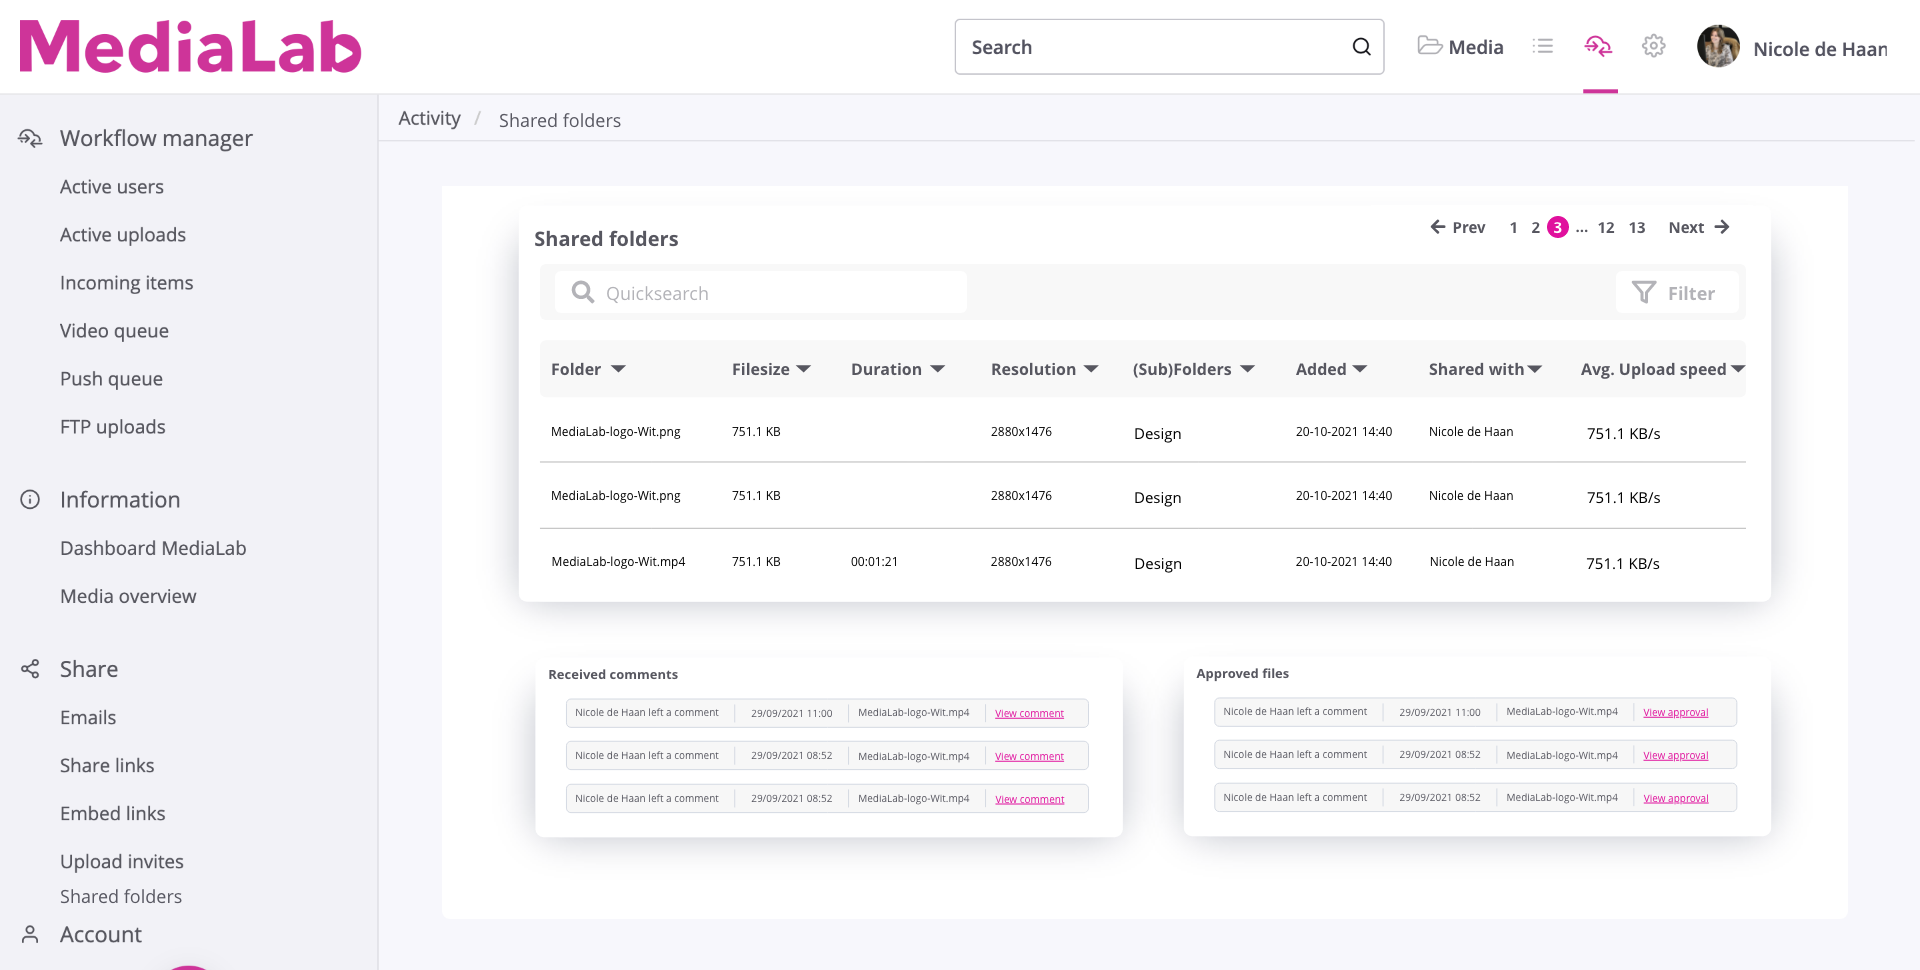 MediaLab
Search
Media
Nicole de Haan
Activity / Shared folders
Workflow manager
Active users
Active uploads
Incoming items
Video queue
Push queue
FTP uploads
Information
Dashboard MediaLab
Media overview
Share
Emails
Share links
Embed links
Upload invites
Shared folders
Account
Shared folders
Prev 1 2 3 ... 12 13 Next
Quicksearch
Filter
Folder Filesize Duration Resolution (Sub)Folders Added Shared with Avg. Upload speed
MediaLab-logo-Wit.png 751.1 KB 2880x1476 Design 20-10-2021 14:40 Nicole de Haan 751.1 KB/s
MediaLab-logo-Wit.png 751.1 KB 2880x1476 Design 20-10-2021 14:40 Nicole de Haan 751.1 KB/s
MediaLab-logo-Wit.mp4 751.1 KB 00:01:21 2880x1476 Design 20-10-2021 14:40 Nicole de Haan 751.1 KB/s
Received comments
Nicole de Haan left a comment 29/09/2021 11:00 MediaLab-logo-Wit.mp4 View comment
Nicole de Haan left a comment 29/09/2021 08:52 MediaLab-logo-Wit.mp4 View comment
Nicole de Haan left a comment 29/09/2021 08:52 MediaLab-logo-Wit.mp4 View comment
Approved files
Nicole de Haan left a comment 29/09/2021 11:00 MediaLab-logo-Wit.mp4 View approval
Nicole de Haan left a comment 29/09/2021 08:52 MediaLab-logo-Wit.mp4 View approval
Nicole de Haan left a comment 29/09/2021 08:52 MediaLab-logo-Wit.mp4 View approval